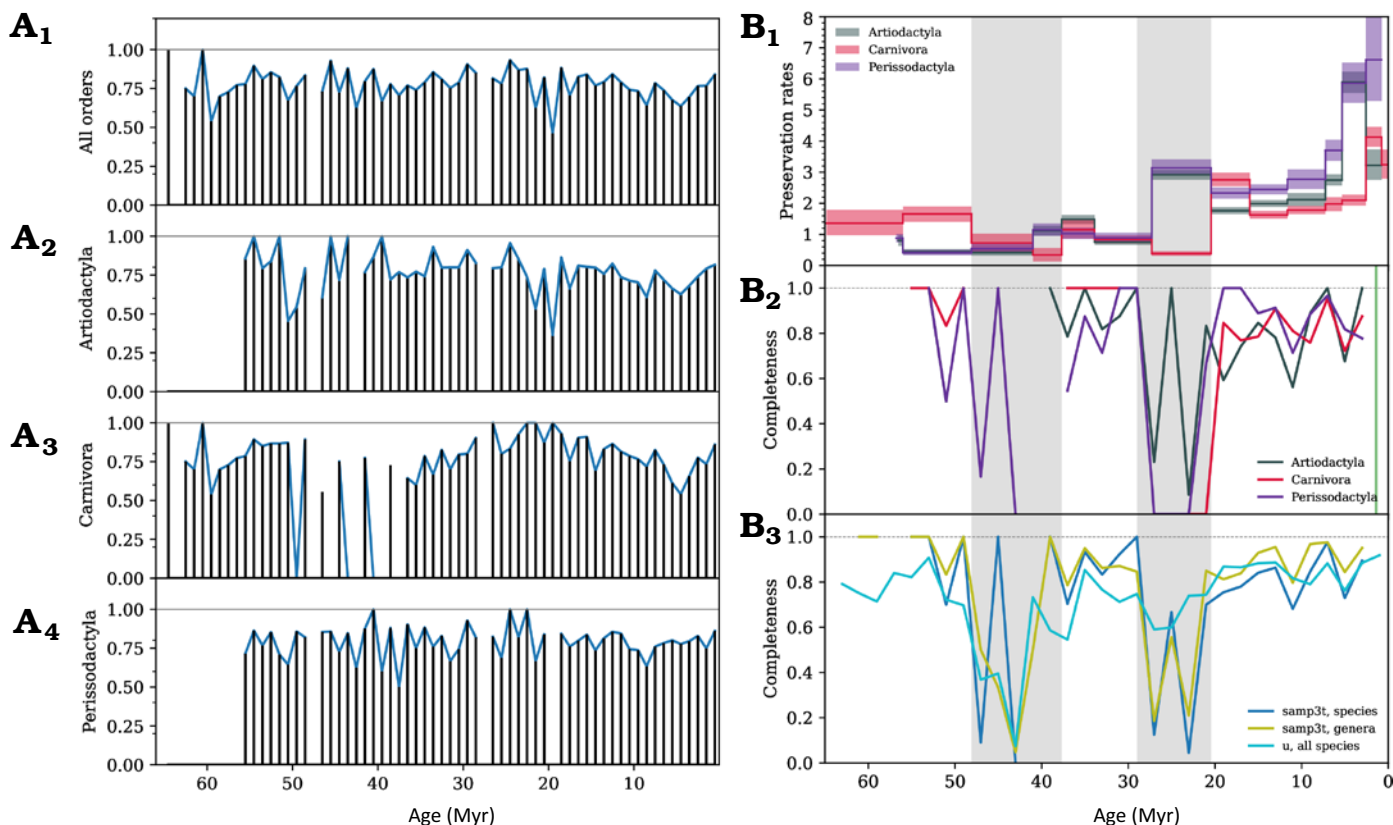 A1
1.00
0.75
0.50
0.25
0.00
All orders
A2
1.00
0.75
0.50
0.25
0.00
Artiodactyla
A3
1.00
0.75
0.50
0.25
0.00
Carnivora
A4
1.00
0.75
0.50
0.25
0.00
Perissodactyla
60 50 40 30 20 10
Age (Myr)
B1
8
7
6
5
4
3
2
1
0
Preservation rates
Artiodactyla
Carnivora
Perissodactyla
B2
1.0
0.8
0.6
0.4
0.2
0.0
Completeness
Artiodactyla
Carnivora
Perissodactyla
B3
1.0
0.8
0.6
0.4
0.2
0.0
Completeness
samp3t, species
samp3t, genera
u, all species
60 50 40 30 20 10 0
Age (Myr)